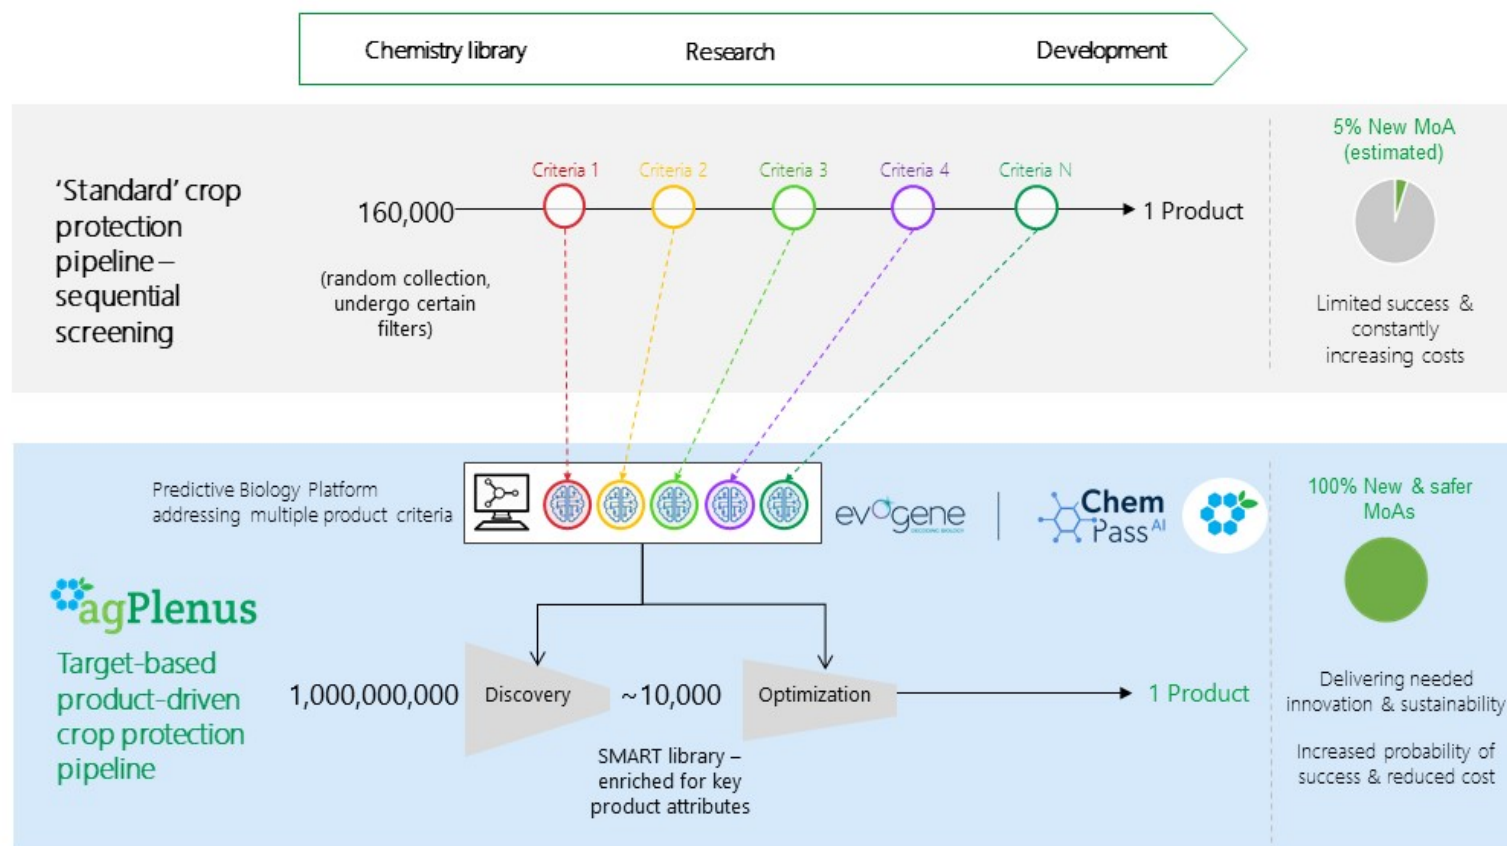 Chemistry library
Research
Development
'Standard' crop
protection
pipeline –
sequential
screening
160,000
(random collection,
undergo certain
filters)
Criteria 1
Criteria 2
Criteria 3
Criteria 4
Criteria N
1 Product
5% New MoA
(estimated)
Limited success &
constantly
increasing costs
Predictive Biology Platform
addressing multiple product criteria
evogene
DECODING BIOLOGY
Chem
Pass AI
100% New & safer
MoAs
agPlenus
Target-based
product-driven
crop protection
pipeline
1,000,000,000
Discovery
~10,000
Optimization
1 Product
SMART library –
enriched for key
product attributes
Delivering needed
innovation & sustainability
Increased probability of
success & reduced cost